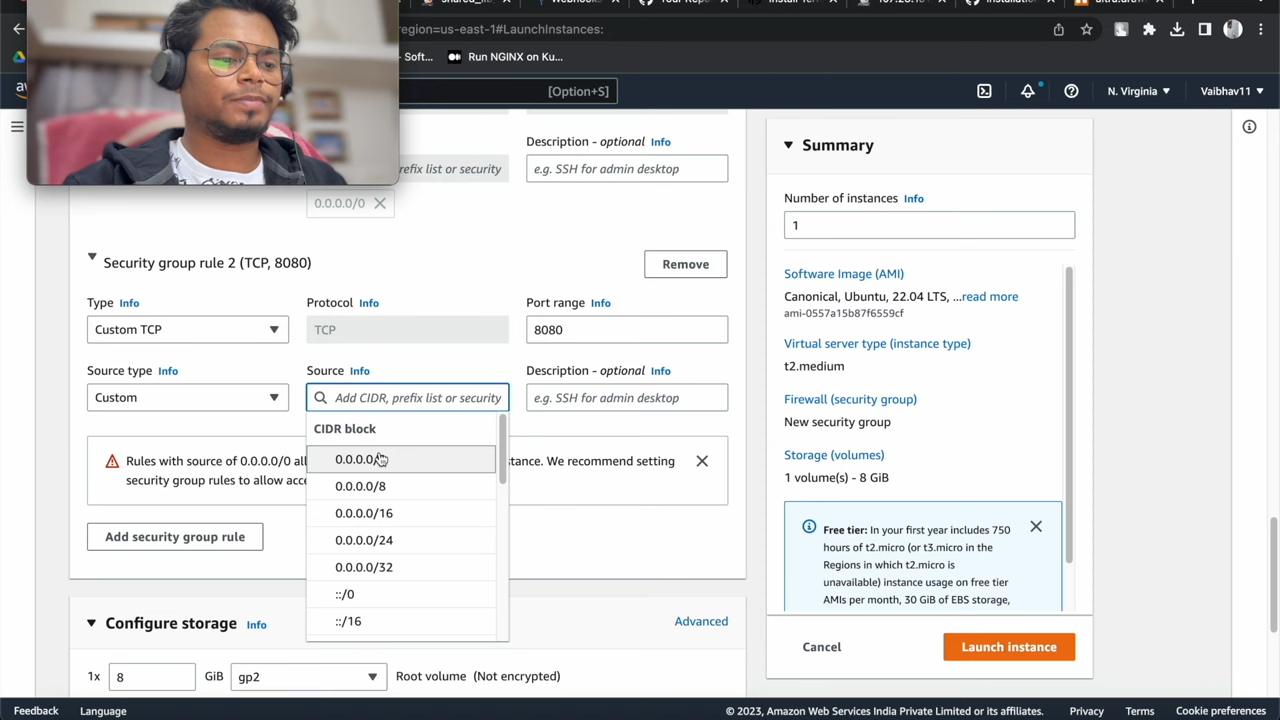 region=us-east-1#LaunchInstances:
Soft...
Run NGINX on Ku...
[Option+S]
N. Virginia
Vaibhav11
Description - optional Info
efix list or security
e.g. SSH for admin desktop
0.0.0.0/0
Security group rule 2 (TCP, 8080)
Remove
Type Info
Protocol Info
Port range Info
Custom TCP
TCP
8080
Source type Info
Source Info
Description - optional Info
Custom
Add CIDR, prefix list or security
e.g. SSH for admin desktop
CIDR block
0.0.0.0/
0.0.0.0/8
0.0.0.0/16
0.0.0.0/24
0.0.0.0/32
::/0
::/16
Rules with source of 0.0.0.0/0 all
stance. We recommend setting
security group rules to allow acce
Add security group rule
Configure storage Info
Advanced
1x
8
GiB
gp2
Root volume (Not encrypted)
Summary
Number of instances Info
1
Software Image (AMI)
Canonical, Ubuntu, 22.04 LTS, ...read more
ami-0557a15b87f6559cf
Virtual server type (instance type)
t2.medium
Firewall (security group)
New security group
Storage (volumes)
1 volume(s) - 8 GiB
Free tier: In your first year includes 750
hours of t2.micro (or t3.micro in the
Regions in which t2.micro is
unavailable) instance usage on free tier
AMIs per month, 30 GiB of EBS storage,
Cancel
Launch instance
Feedback
Language
© 2023, Amazon Web Services India Private Limited or its affiliates.
Privacy
Terms
Cookie preferences